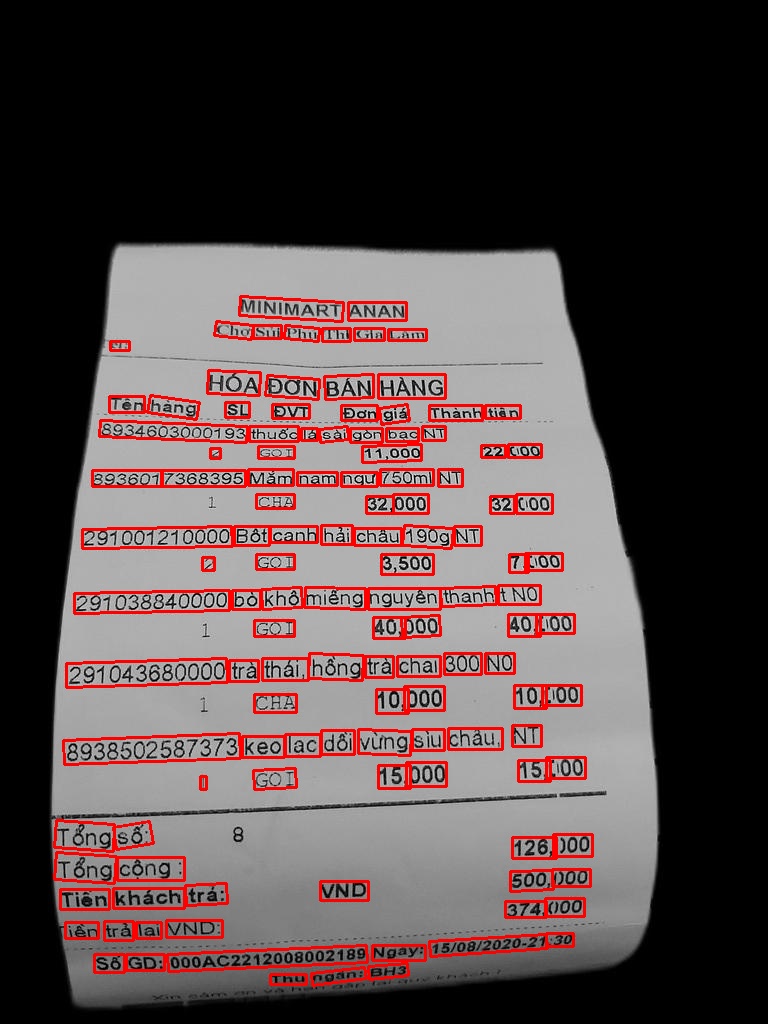 MINIMART ANAN
Chợ Sủi Phú Thị Gia Lâm
HÓA ĐƠN BÁN HÀNG
Tên hàng SL ĐVT Đơn giá Thành tiền
8934603000193 thuốc lá sài gòn bạc NT
2 GOI 11,000 22,000
8936017368395 Mắm nam ngư 750ml NT
1 CHA 32,000 32,000
291001210000 Bột canh hải châu 190g NT
2 GOI 3,500 7,000
291038840000 bò khô miếng nguyên thanh t N0
1 GOI 40,000 40,000
291043680000 trà thái, hồng trà chai 300 N0
1 CHA 10,000 10,000
8938502587373 kẹo lạc dồi vừng sìu châu, NT
1 GOI 15,000 15,000
Tổng số: 8
126,000
Tổng cộng :
500,000
Tiền khách trả: VND
374,000
Tiền trả lại VND:
Số GD: 000AC2212008002189 Ngày: 15/08/2020-21:30
Thu ngân: BH3
Xin cảm ơn và hẹn gặp lại quý khách !